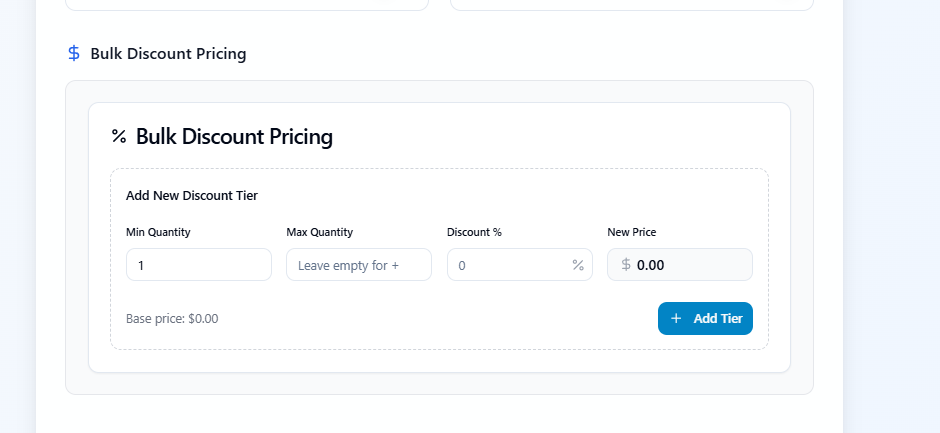 $ Bulk Discount Pricing
% Bulk Discount Pricing
Add New Discount Tier
Min Quantity Max Quantity Discount % New Price
1 Leave empty for + 0 % $ 0.00
Base price: $0.00 + Add Tier